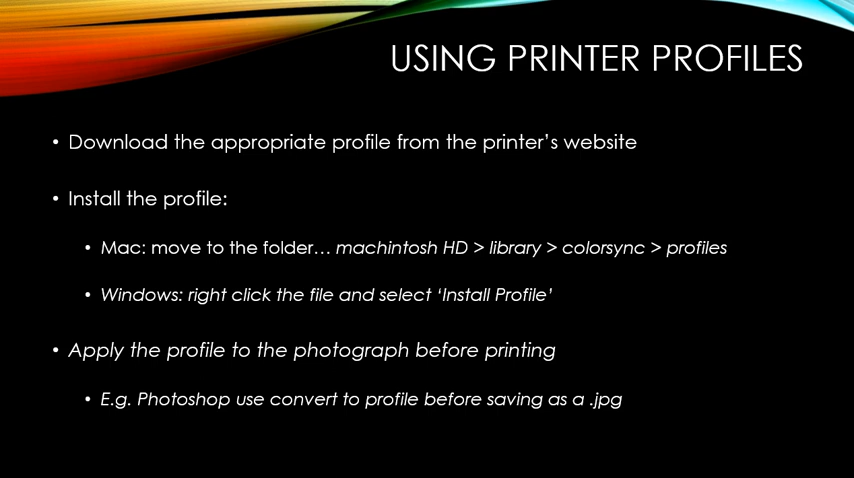 USING PRINTER PROFILES
• Download the appropriate profile from the printer's website
• Install the profile:
• Mac: move to the folder… machintosh HD > library > colorsync > profiles
• Windows: right click the file and select ‘Install Profile’
• Apply the profile to the photograph before printing
• E.g. Photoshop use convert to profile before saving as a .jpg